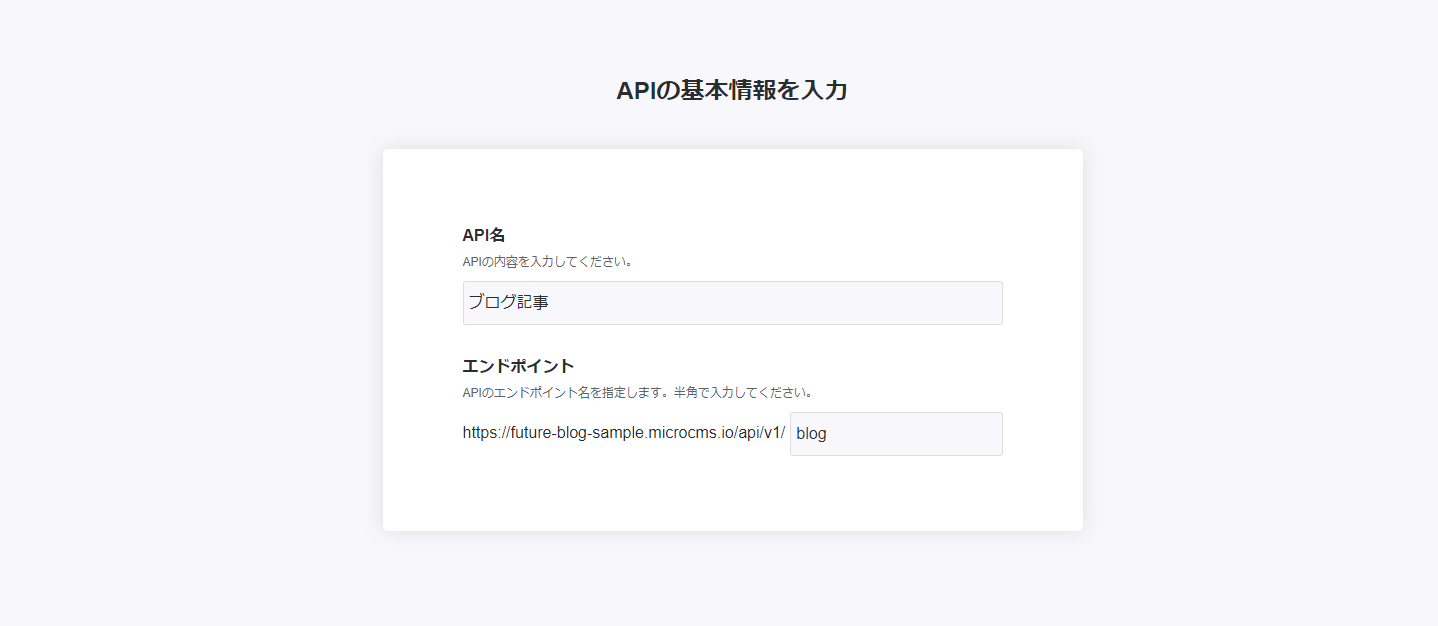 APIの基本情報を入力
API名
APIの内容を入力してください。
ブログ記事
エンドポイント
APIのエンドポイント名を指定します。半角で入力してください。
https://future-blog-sample.microcms.io/api/v1/ blog